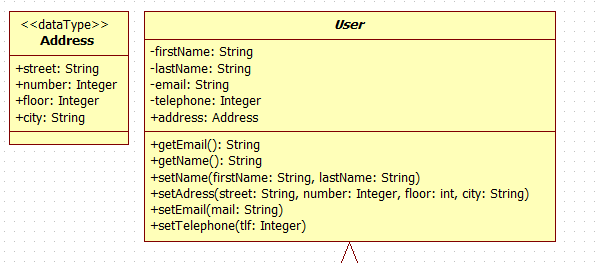 <<dataType>>
Address
+street: String
+number: Integer
+floor: Integer
+city: String
User
-firstName: String
-lastName: String
-email: String
-telephone: Integer
+address: Address
+getEmail(): String
+getName(): String
+setName(firstName: String, lastName: String)
+setAdress(street: String, number: Integer, floor: int, city: String)
+setEmail(mail: String)
+setTelephone(tlf: Integer)